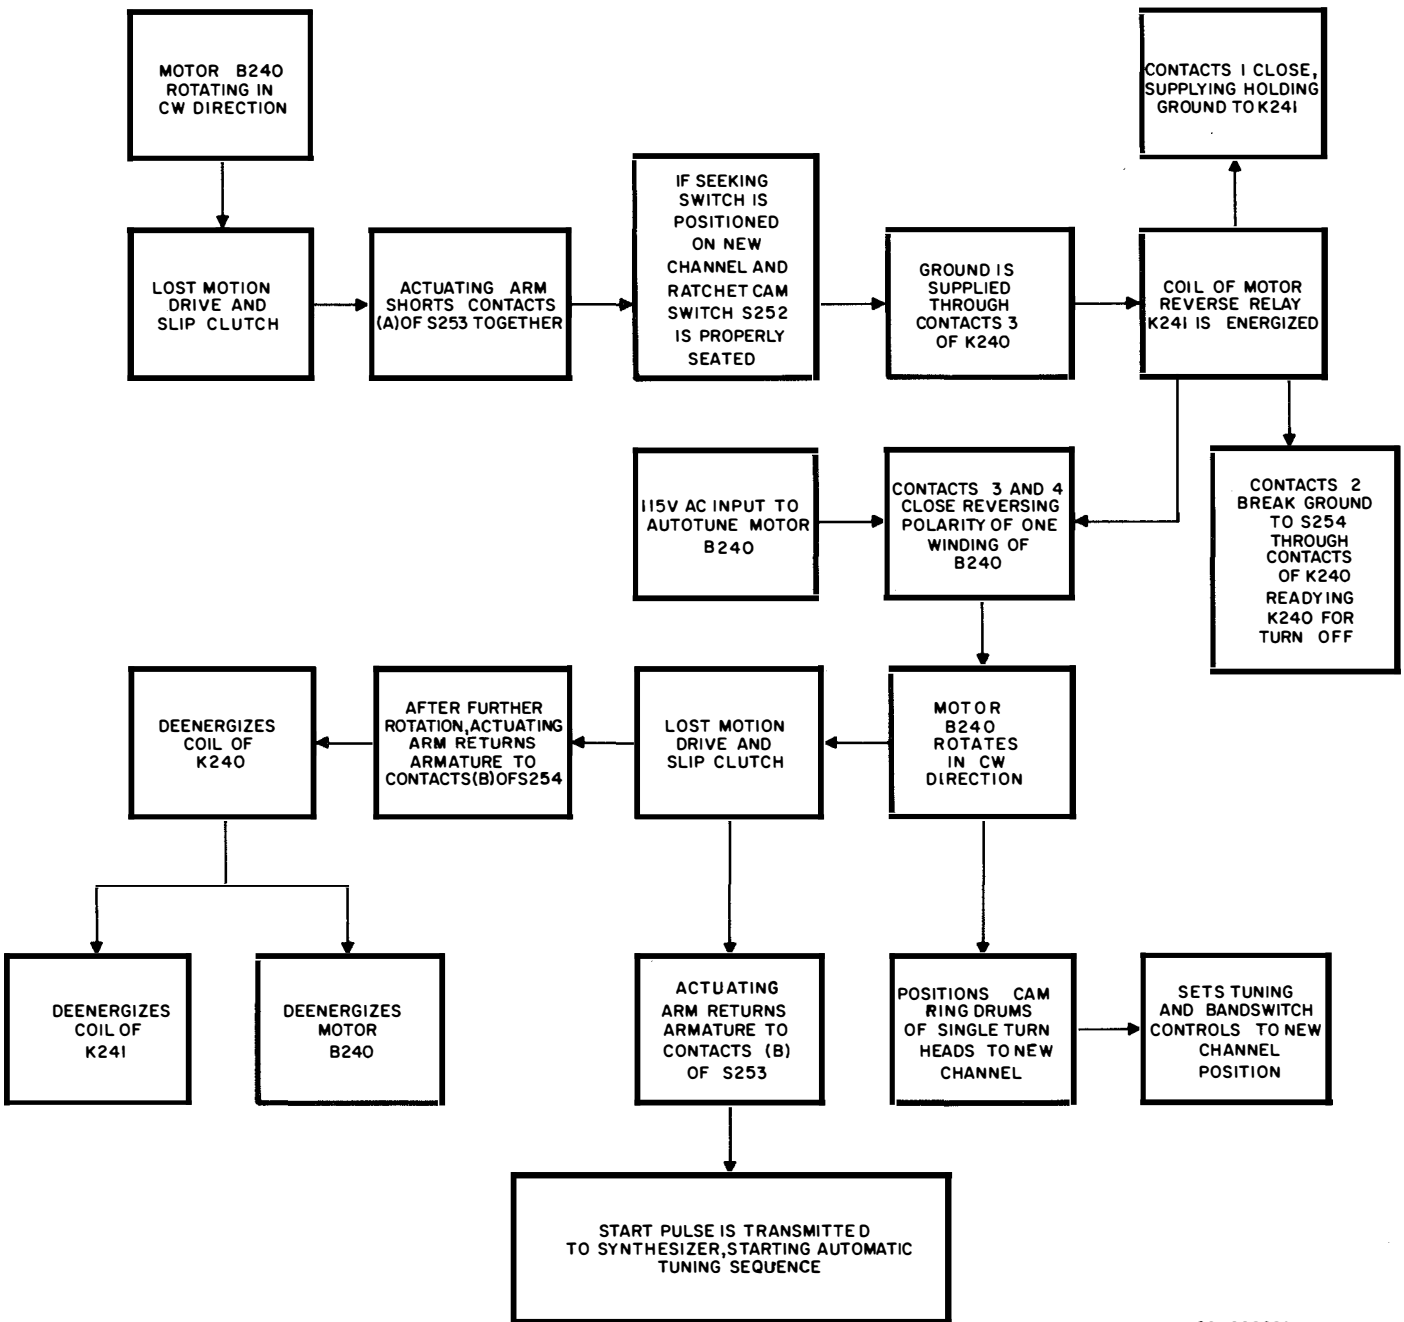 MOTOR B240
ROTATING IN
CW DIRECTION
CONTACTS 1 CLOSE,
SUPPLYING HOLDING
GROUND TO K241
LOST MOTION
DRIVE AND
SLIP CLUTCH
ACTUATING ARM
SHORTS CONTACTS
(A) OF S253 TOGETHER
IF SEEKING
SWITCH IS
POSITIONED
ON NEW
CHANNEL AND
RATCHET CAM
SWITCH S252
IS PROPERLY
SEATED
GROUND IS
SUPPLIED
THROUGH
CONTACTS 3
OF K240
COIL OF MOTOR
REVERSE RELAY
K241 IS ENERGIZED
115V AC INPUT TO
AUTOTUNE MOTOR
B240
CONTACTS 3 AND 4
CLOSE REVERSING
POLARITY OF ONE
WINDING OF
B240
CONTACTS 2
BREAK GROUND
TO S254
THROUGH
CONTACTS
OF K240
READYING
K240 FOR
TURN OFF
DEENERGIZES
COIL OF
K240
AFTER FURTHER
ROTATION, ACTUATING
ARM RETURNS
ARMATURE TO
CONTACTS (B) OF S254
LOST MOTION
DRIVE AND
SLIP CLUTCH
MOTOR
B240
ROTATES
IN CW
DIRECTION
DEENERGIZES
COIL OF
K241
DEENERGIZES
MOTOR
B240
ACTUATING
ARM RETURNS
ARMATURE TO
CONTACTS (B)
OF S253
POSITIONS CAM
RING DRUMS
OF SINGLE TURN
HEADS TO NEW
CHANNEL
SETS TUNING
AND BANDSWITCH
CONTROLS TO NEW
CHANNEL
POSITION
START PULSE IS TRANSMITTED
TO SYNTHESIZER, STARTING AUTOMATIC
TUNING SEQUENCE